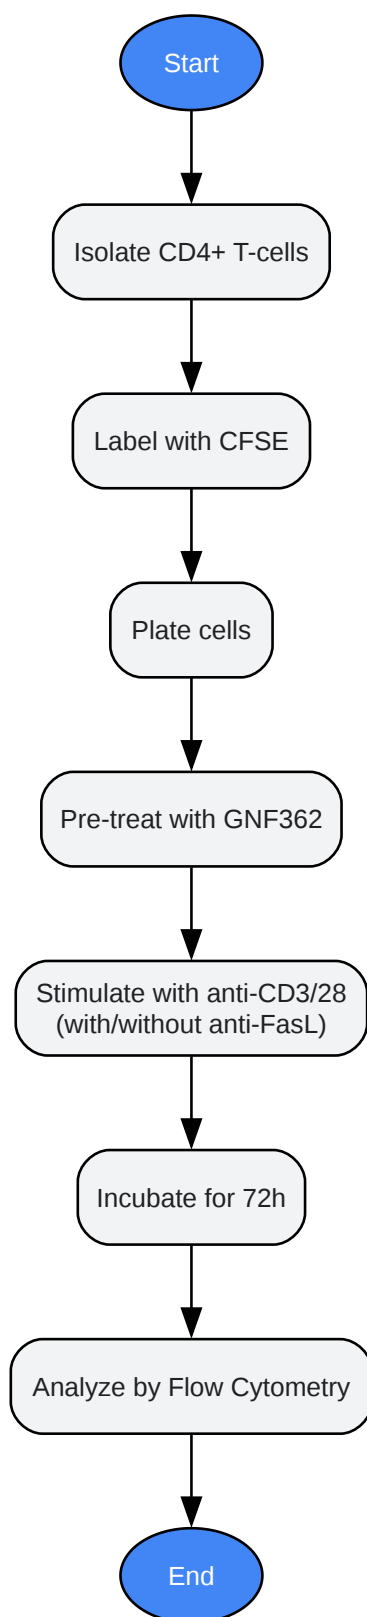 Start
Isolate CD4+ T-cells
Label with CFSE
Plate cells
Pre-treat with GNF362
Stimulate with anti-CD3/28
(with/without anti-FasL)
Incubate for 72h
Analyze by Flow Cytometry
End